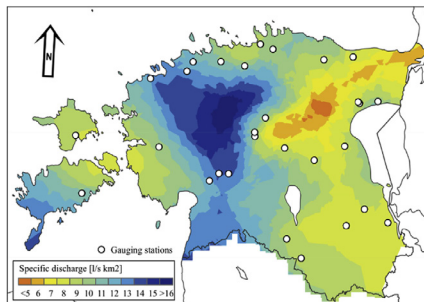 N
Gauging stations
Specific discharge [l/s km2]
<5 6 7 8 9 10 11 12 13 14 15 >16